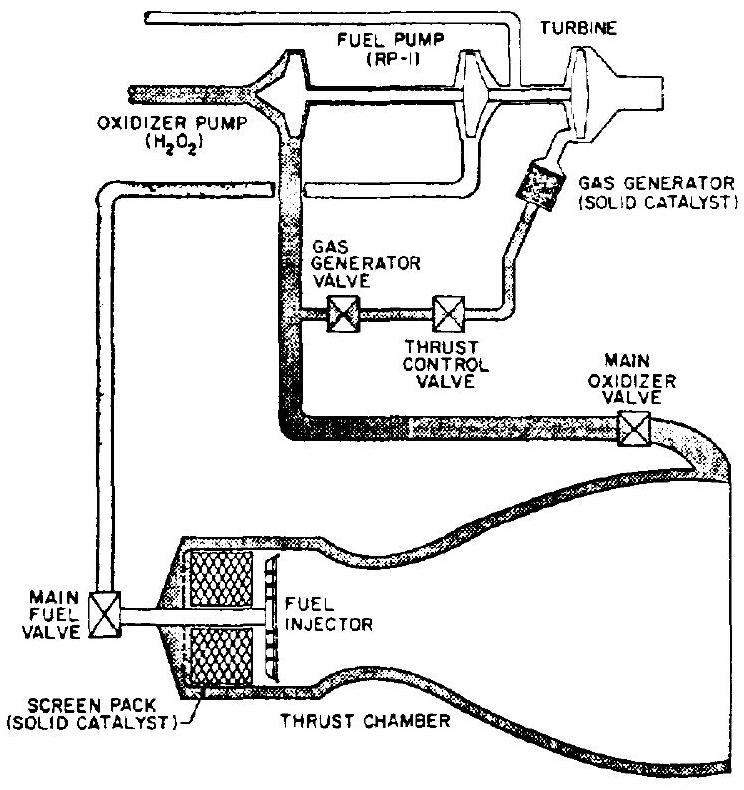 FUEL PUMP
(RP-1)
TURBINE
OXIDIZER PUMP
(H₂O₂)
GAS GENERATOR
(SOLID CATALYST)
GAS
GENERATOR
VALVE
THRUST
CONTROL
VALVE
MAIN
OXIDIZER
VALVE
MAIN
FUEL
VALVE
FUEL
INJECTOR
SCREEN PACK
(SOLID CATALYST)
THRUST CHAMBER